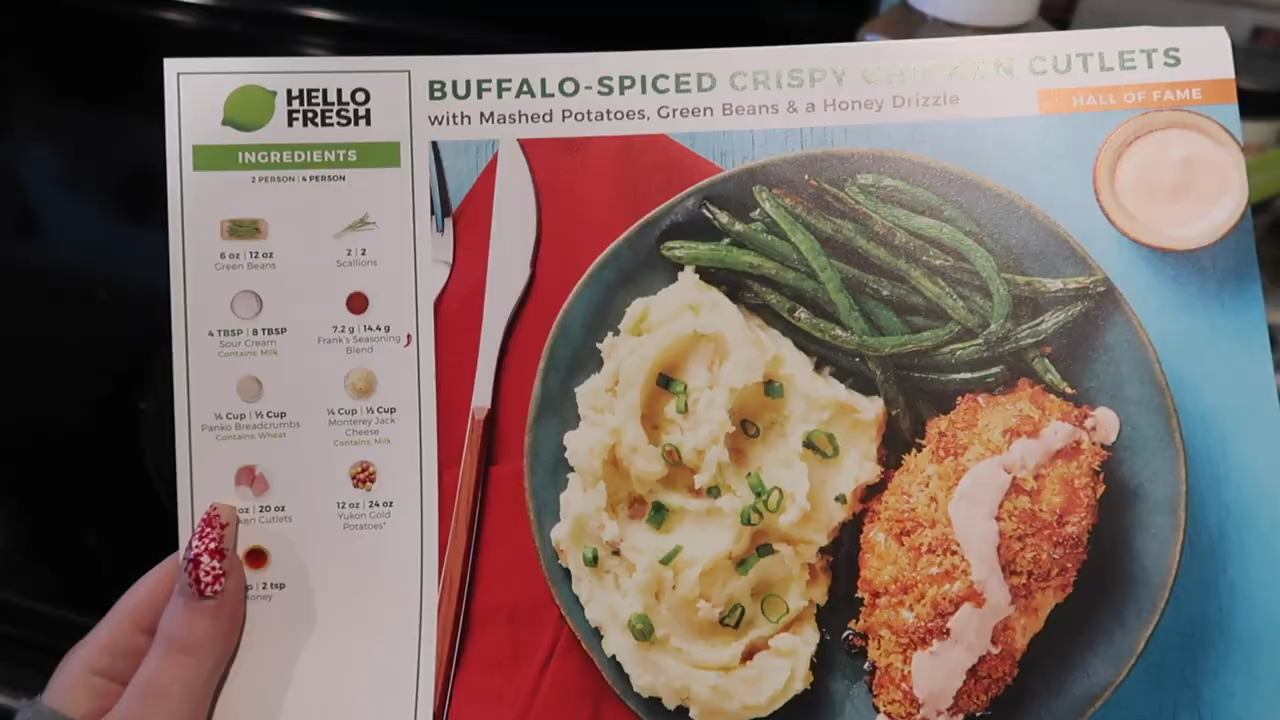 HELLO
FRESH
BUFFALO-SPICED CRISPY CHICKEN CUTLETS
with Mashed Potatoes, Green Beans & a Honey Drizzle
HALL OF FAME
INGREDIENTS
2 PERSON | 4 PERSON
6 oz | 12 oz
Green Beans
2 | 2
Scallions
4 TBSP | 8 TBSP
Sour Cream
Contains: Milk
7.2 g | 14.4 g
Frank's Seasoning
Blend
¼ Cup | ½ Cup
Panko Breadcrumbs
Contains: Wheat
¼ Cup | ½ Cup
Monterey Jack
Cheese
Contains: Milk
oz | 20 oz
ken Cutlets
12 oz | 24 oz
Yukon Gold
Potatoes*
p | 2 tsp
oney